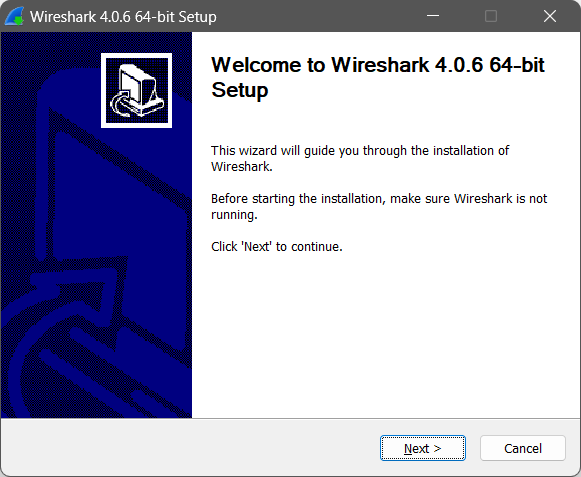 Wireshark 4.0.6 64-bit Setup
Welcome to Wireshark 4.0.6 64-bit
Setup
This wizard will guide you through the installation of
Wireshark.
Before starting the installation, make sure Wireshark is not
running.
Click 'Next' to continue.
Next >
Cancel